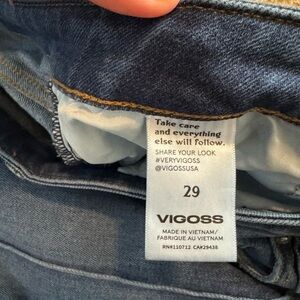 Take care
and everything
else will follow.
SHARE YOUR LOOK
#VERYVIGOSS
@VIGOSSUSA
29
VIGOSS
MADE IN VIETNAM/
FABRIQUE AU VIETNAM
RN#110712 CA#29438